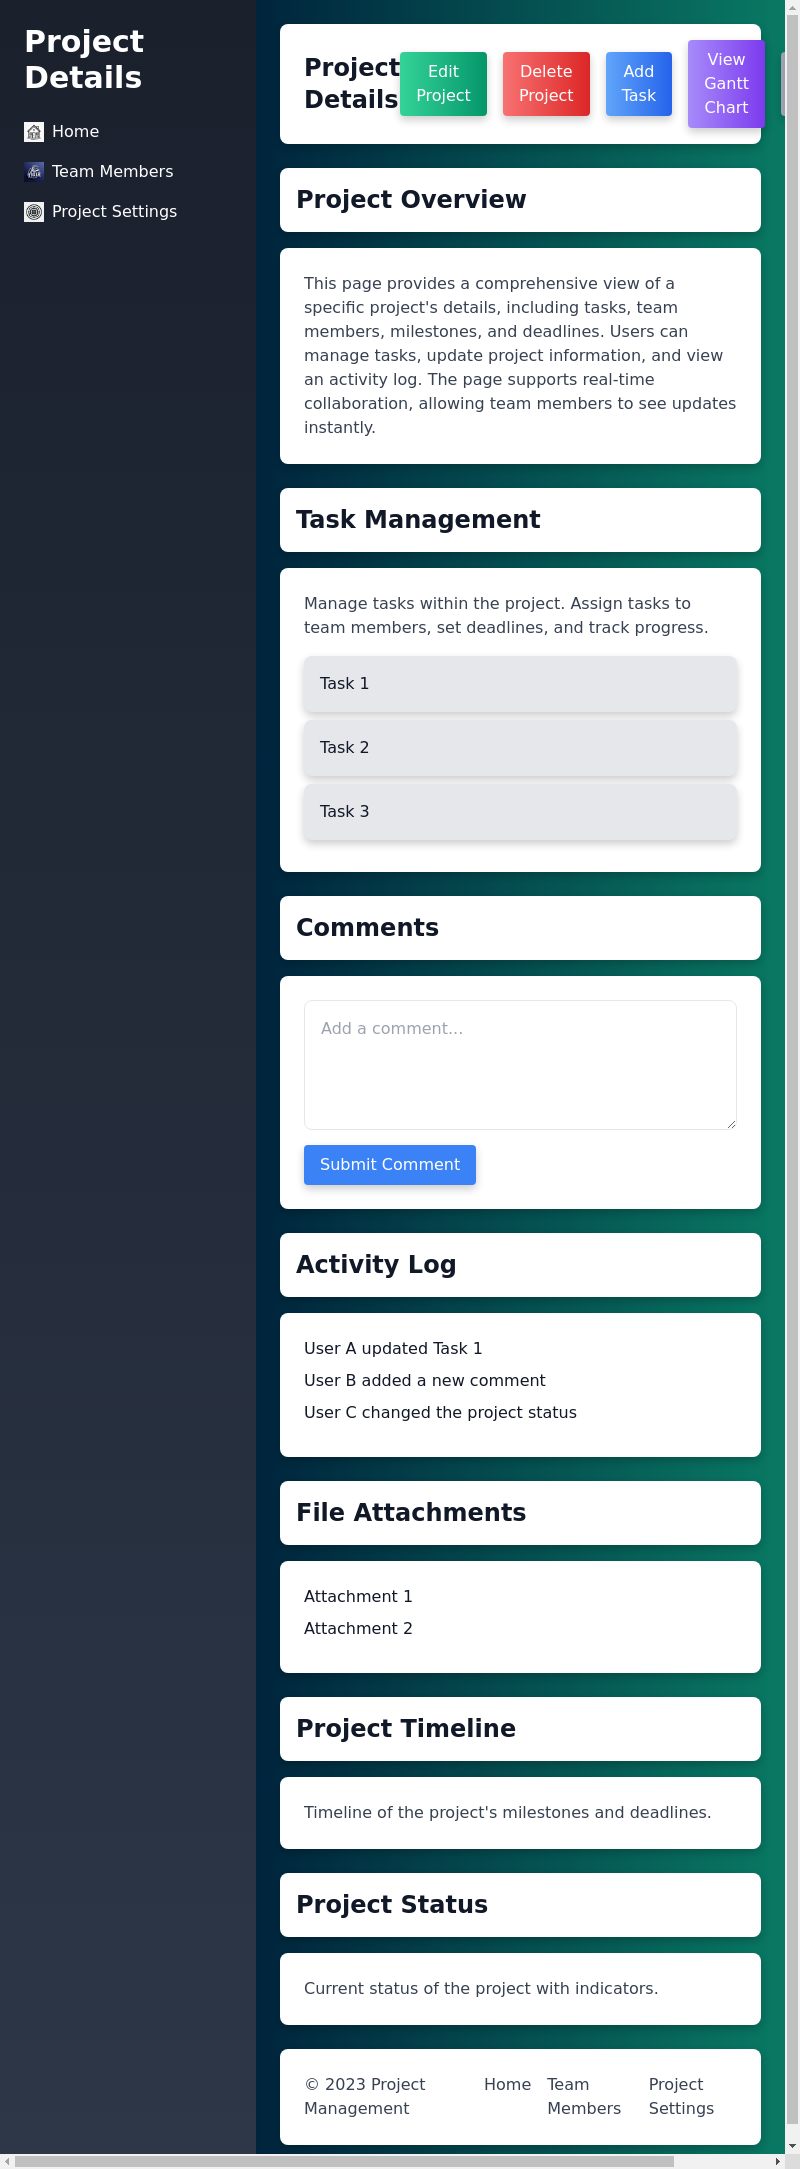 Project
Details
Home
Team Members
Project Settings
Project
Details
Edit
Project
Delete
Project
Add
Task
View
Gantt
Chart
Project Overview
This page provides a comprehensive view of a
specific project's details, including tasks, team
members, milestones, and deadlines. Users can
manage tasks, update project information, and view
an activity log. The page supports real-time
collaboration, allowing team members to see updates
instantly.
Task Management
Manage tasks within the project. Assign tasks to
team members, set deadlines, and track progress.
Task 1
Task 2
Task 3
Comments
Add a comment...
Submit Comment
Activity Log
User A updated Task 1
User B added a new comment
User C changed the project status
File Attachments
Attachment 1
Attachment 2
Project Timeline
Timeline of the project's milestones and deadlines.
Project Status
Current status of the project with indicators.
© 2023 Project
Management
Home
Team
Members
Project
Settings